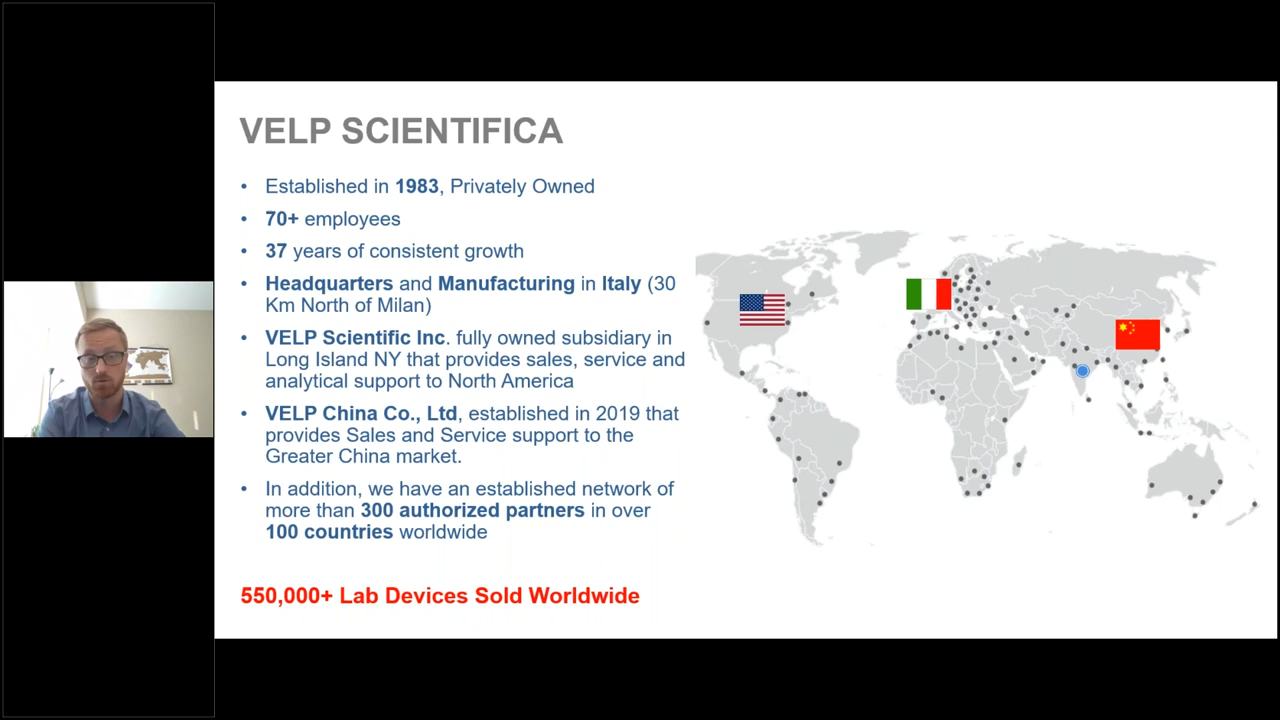 VELP SCIENTIFICA
• Established in 1983, Privately Owned
• 70+ employees
• 37 years of consistent growth
• Headquarters and Manufacturing in Italy (30
Km North of Milan)
• VELP Scientific Inc. fully owned subsidiary in
Long Island NY that provides sales, service and
analytical support to North America
• VELP China Co., Ltd, established in 2019 that
provides Sales and Service support to the
Greater China market.
• In addition, we have an established network of
more than 300 authorized partners in over
100 countries worldwide
550,000+ Lab Devices Sold Worldwide